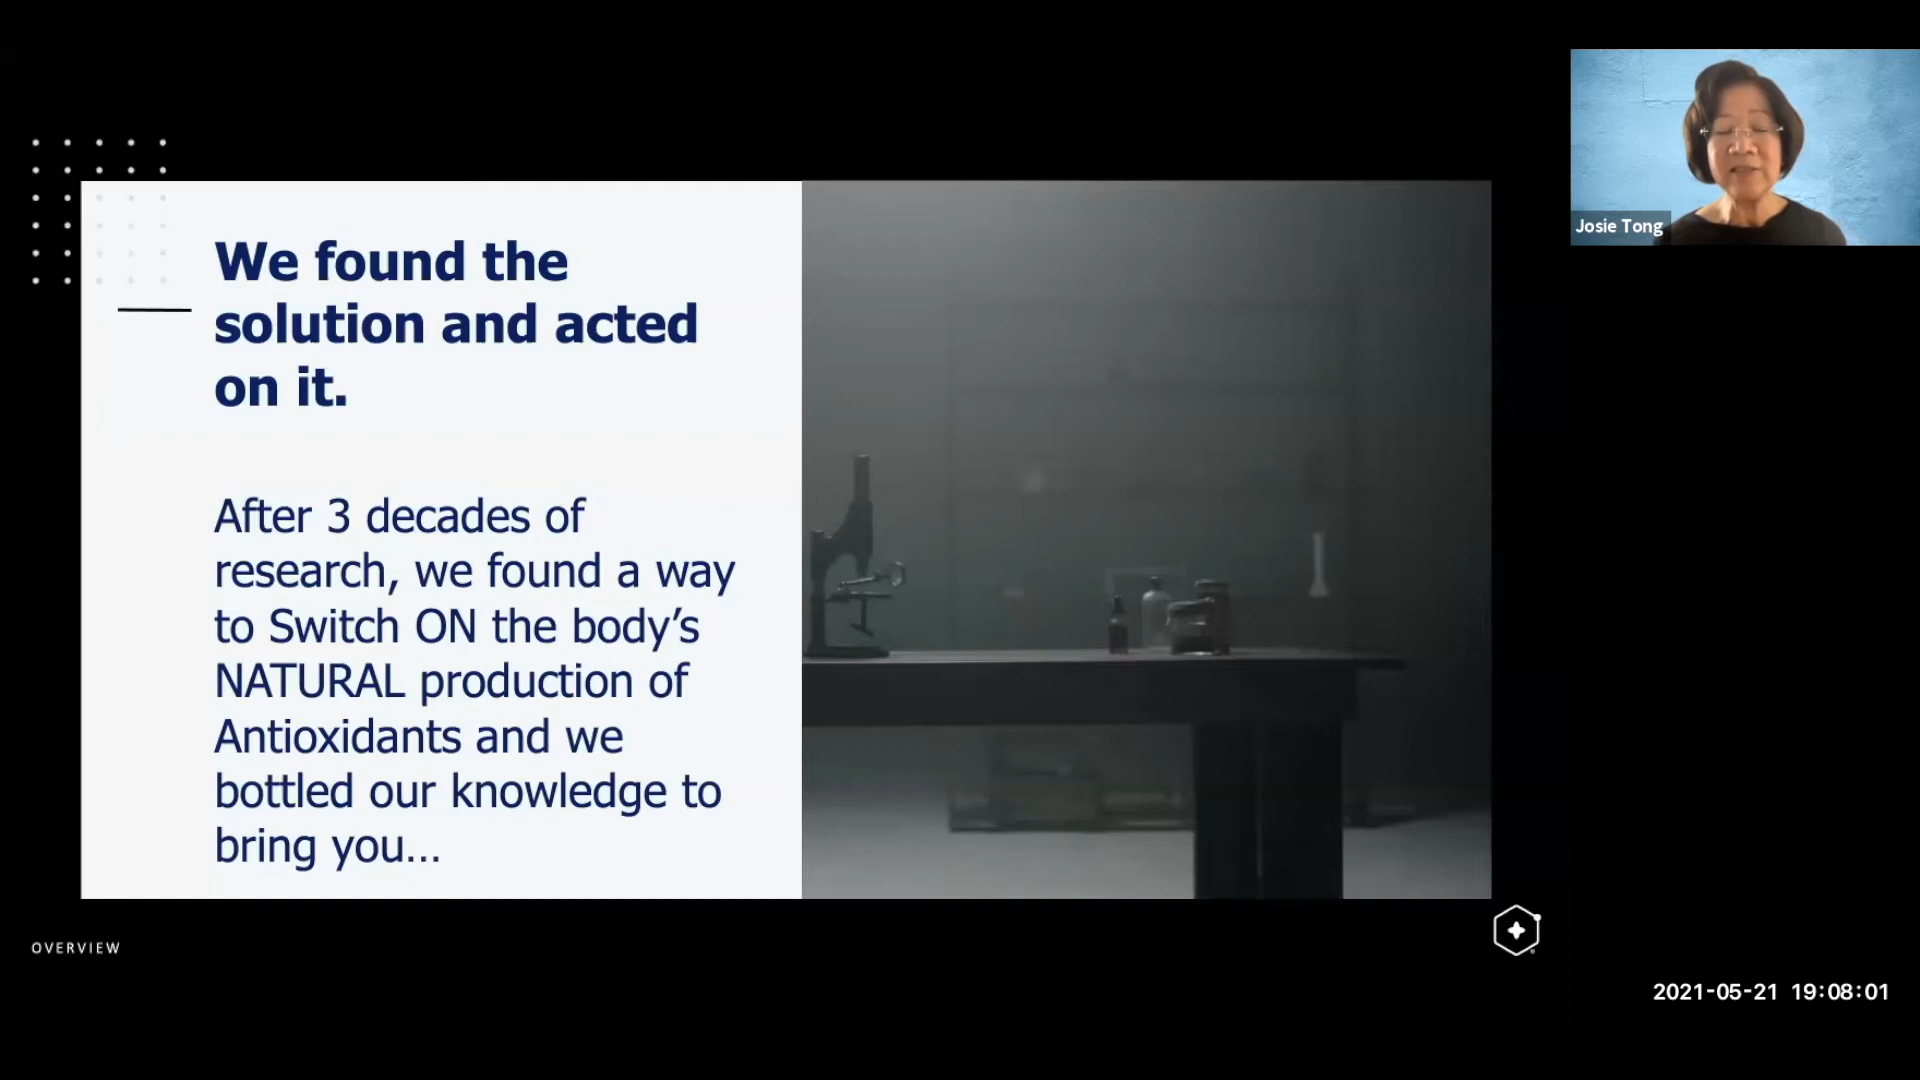 We found the
solution and acted
on it.
After 3 decades of
research, we found a way
to Switch ON the body’s
NATURAL production of
Antioxidants and we
bottled our knowledge to
bring you...
Josie Tong
OVERVIEW
2021-05-21 19:08:01